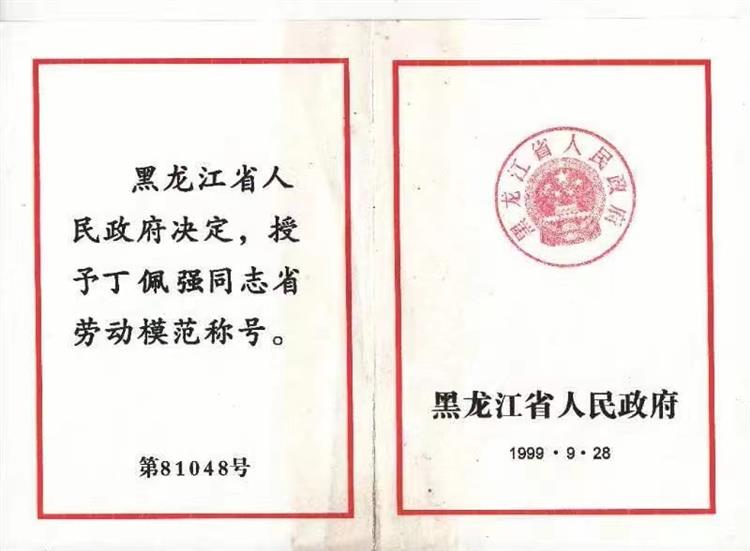 黑龙江省人
民政府决定，授
予丁佩强同志省
劳动模范称号。
第81048号
黑龙江省人民政府
黑龙江省人民政府
1999·9·28